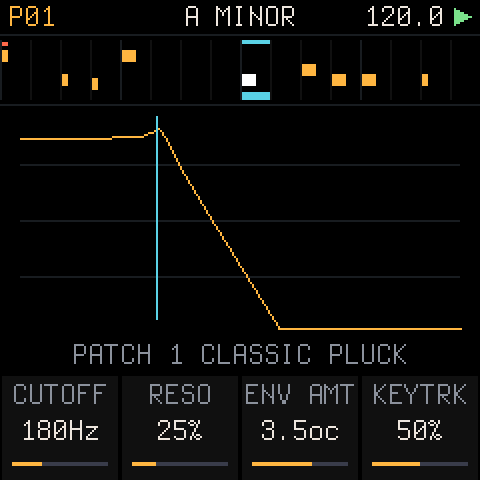 P01 A MINOR 120.0
PATCH 1 CLASSIC PLUCK
CUTOFF RESO ENV AMT KEYTRK
180Hz 25% 3.5oc 50%